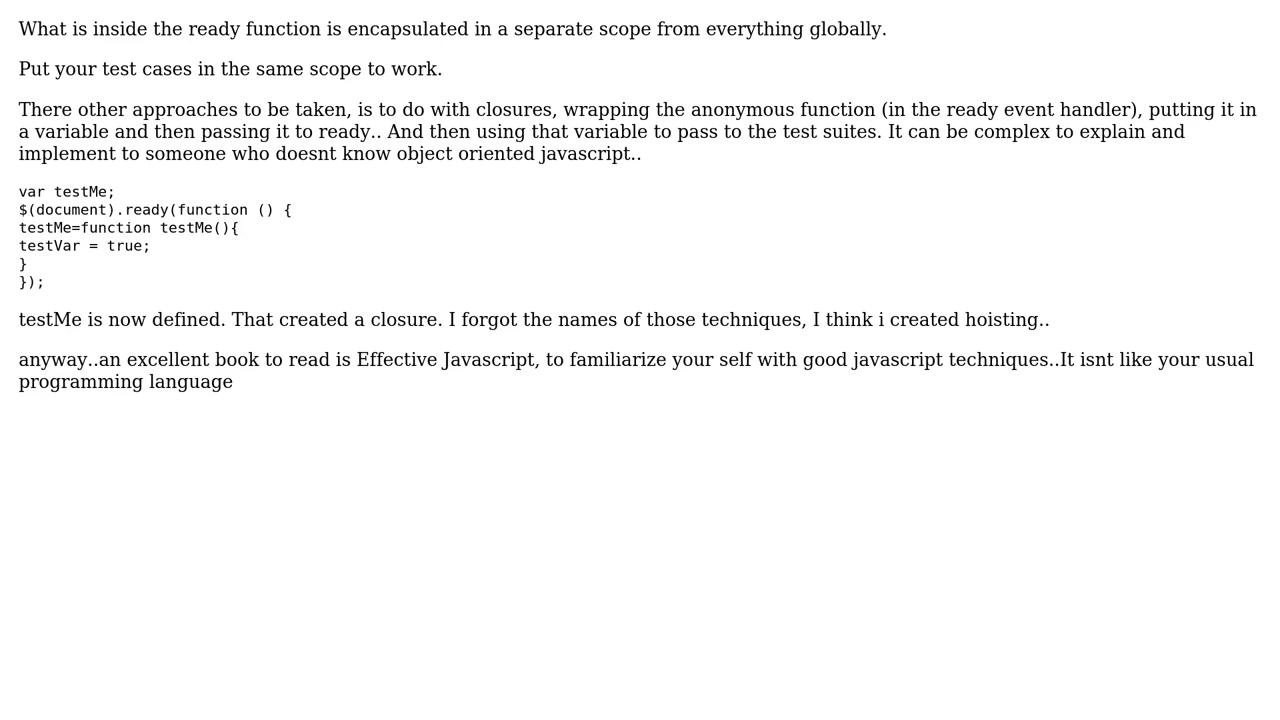 What is inside the ready function is encapsulated in a separate scope from everything globally.
Put your test cases in the same scope to work.
There other approaches to be taken, is to do with closures, wrapping the anonymous function (in the ready event handler), putting it in
a variable and then passing it to ready.. And then using that variable to pass to the test suites. It can be complex to explain and
implement to someone who doesnt know object oriented javascript..
var testMe;
$(document).ready(function () {
testMe=function testMe(){
testVar = true;
}
});
testMe is now defined. That created a closure. I forgot the names of those techniques, I think i created hoisting..
anyway..an excellent book to read is Effective Javascript, to familiarize your self with good javascript techniques..It isnt like your usual
programming language